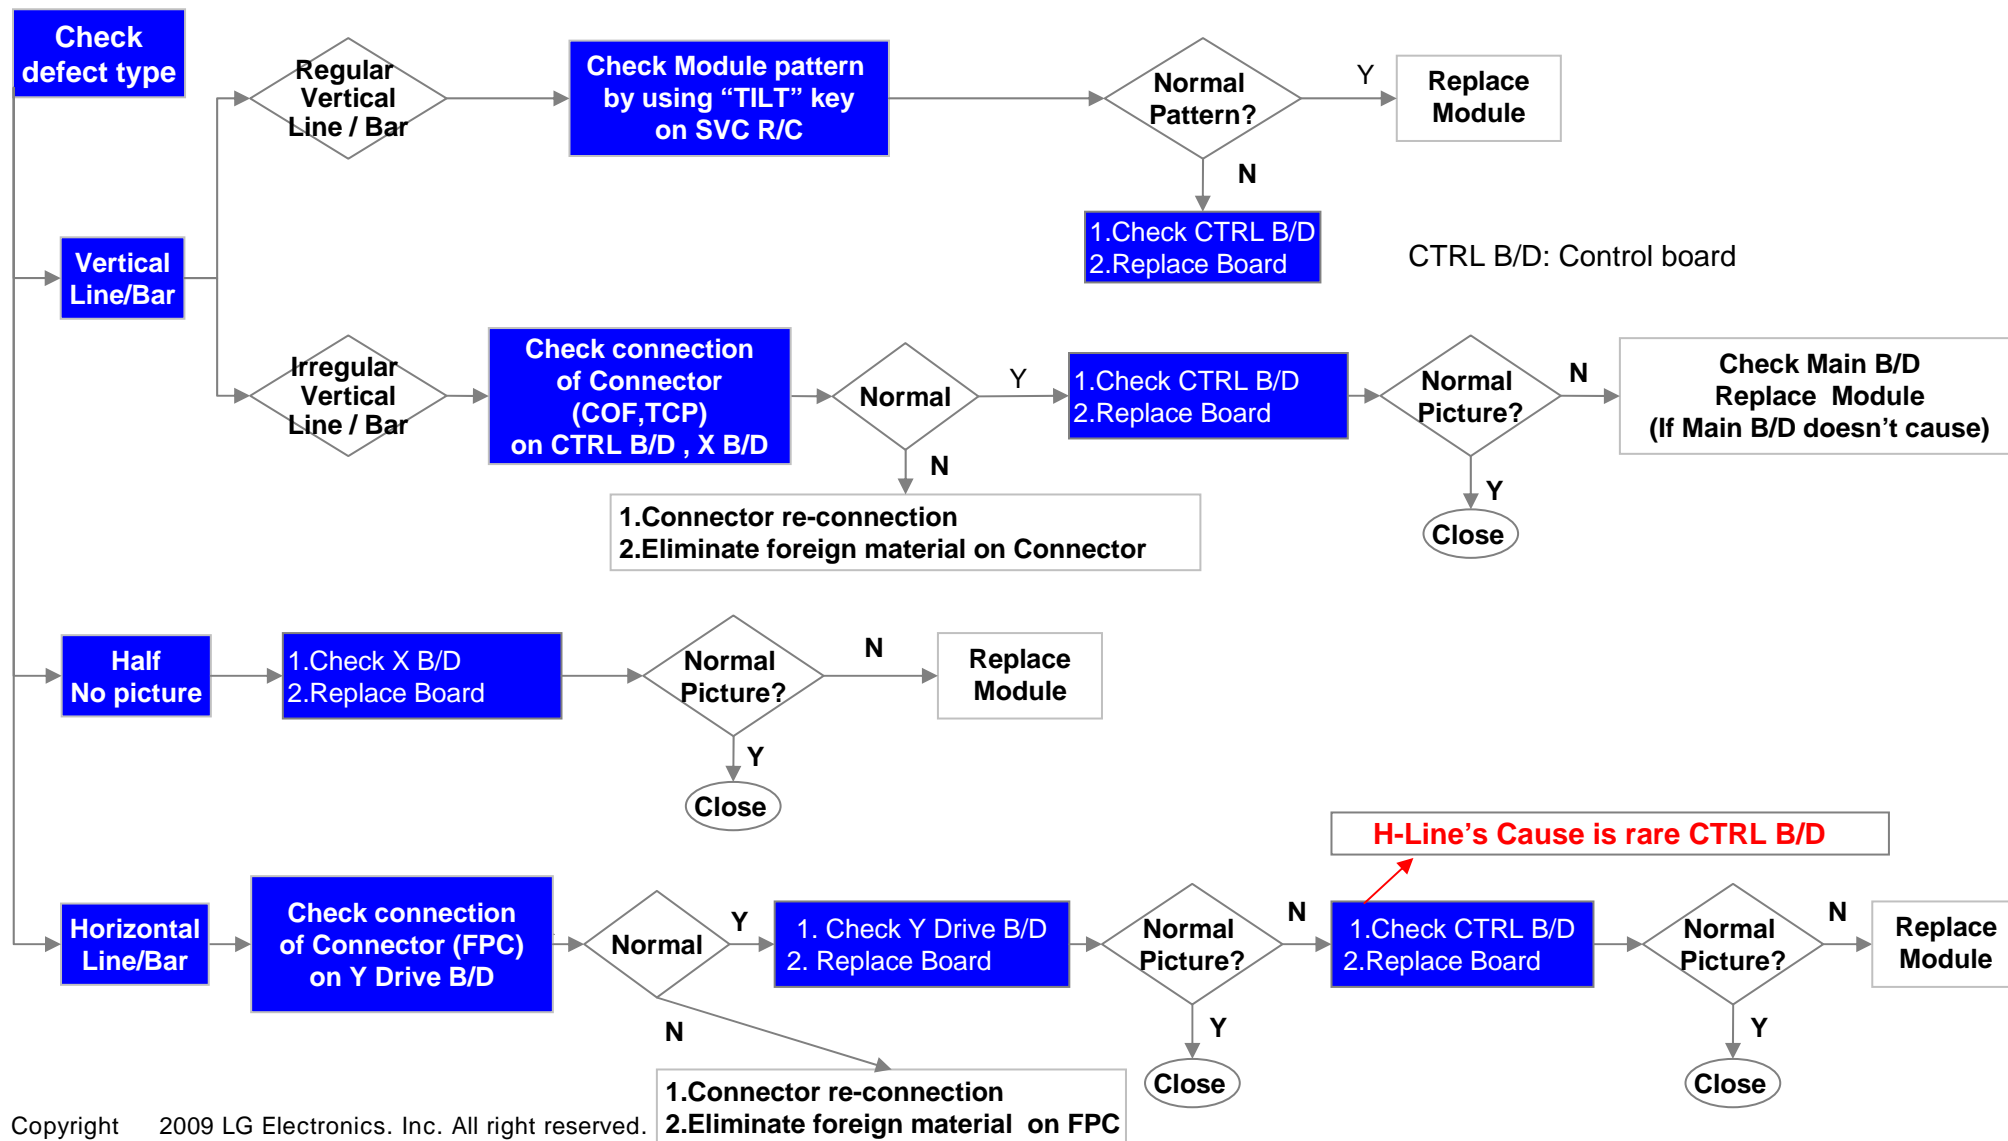 Check
defect type
Regular
Vertical
Line / Bar
Check Module pattern
by using “TILT” key
on SVC R/C
Normal
Pattern?
Y
Replace
Module
N
1.Check CTRL B/D
2.Replace Board
CTRL B/D: Control board
Vertical
Line/Bar
Irregular
Vertical
Line / Bar
Check connection
of Connector
(COF,TCP)
on CTRL B/D , X B/D
Normal
Y
1.Check CTRL B/D
2.Replace Board
Normal
Picture?
N
Check Main B/D
Replace Module
(If Main B/D doesn’t cause)
N
1.Connector re-connection
2.Eliminate foreign material on Connector
Y
Close
Half
No picture
1.Check X B/D
2.Replace Board
Normal
Picture?
N
Replace
Module
Y
Close
H-Line’s Cause is rare CTRL B/D
Horizontal
Line/Bar
Check connection
of Connector (FPC)
on Y Drive B/D
Normal
Y
1. Check Y Drive B/D
2. Replace Board
Normal
Picture?
N
1.Check CTRL B/D
2.Replace Board
Normal
Picture?
N
Replace
Module
N
1.Connector re-connection
2.Eliminate foreign material on FPC
Y
Close
Y
Close
Copyright 2009 LG Electronics. Inc. All right reserved.